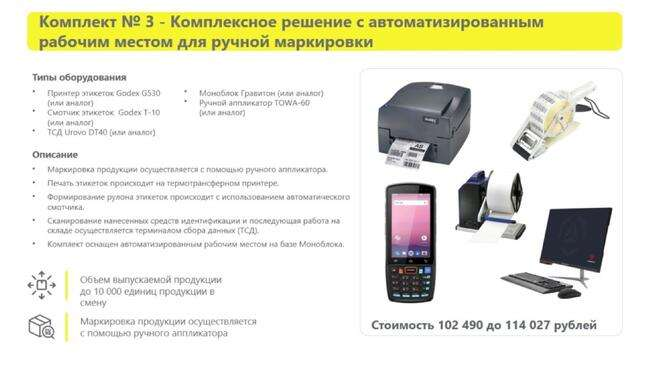 Комплект № 3 - Комплексное решение с автоматизированным
рабочим местом для ручной маркировки
Типы оборудования
• Принтер этикеток Godex G530
(или аналог)
• Смотчик этикеток Godex T-10
(или аналог)
• ТСД Urovo DT40 (или аналог)
• Моноблок Гравитон (или аналог)
• Ручной аппликатор TOWA-60
(или аналог)
Описание
• Маркировка продукции осуществляется с помощью ручного аппликатора.
• Печать этикеток происходит на термотрансферном принтере.
• Формирование рулона этикеток происходит с использованием автоматического
смотчика.
• Сканирование нанесенных средств идентификации и последующая работа на
складе осуществляется терминалом сбора данных (ТСД).
• Комплект оснащен автоматизированным рабочим местом на базе Моноблока.
Объем выпускаемой продукции
до 10 000 единиц продукции в
смену
Маркировка продукции осуществляется
с помощью ручного аппликатора
Стоимость 102 490 до 114 027 рублей